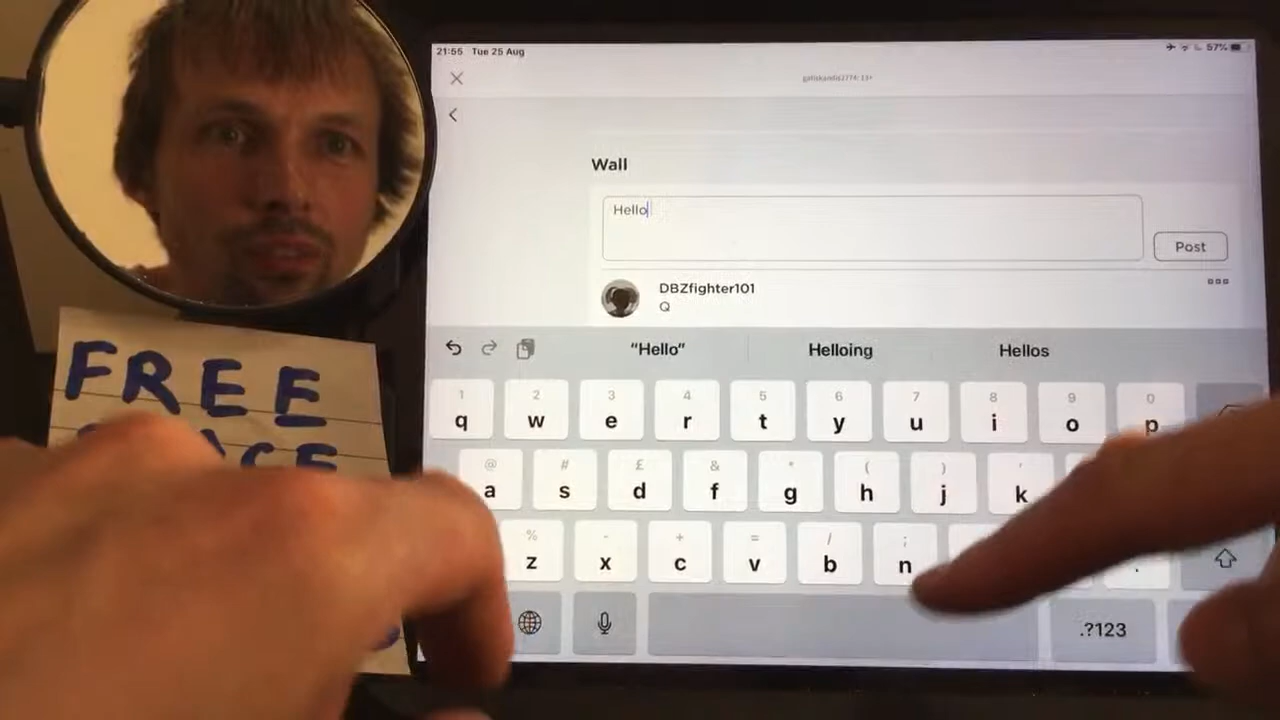 21:55 Tue 25 Aug
57%
Wall
Hello
Post
DBZfighter101
Q
"Hello" Helloing Hellos
1 2 3 4 5 6 7 8 9 0
q w e r t y u i o p
@ # £ & * ( ) '
a s d f g h j k
% - + = / ;
z x c v b n .
.?123
FREE